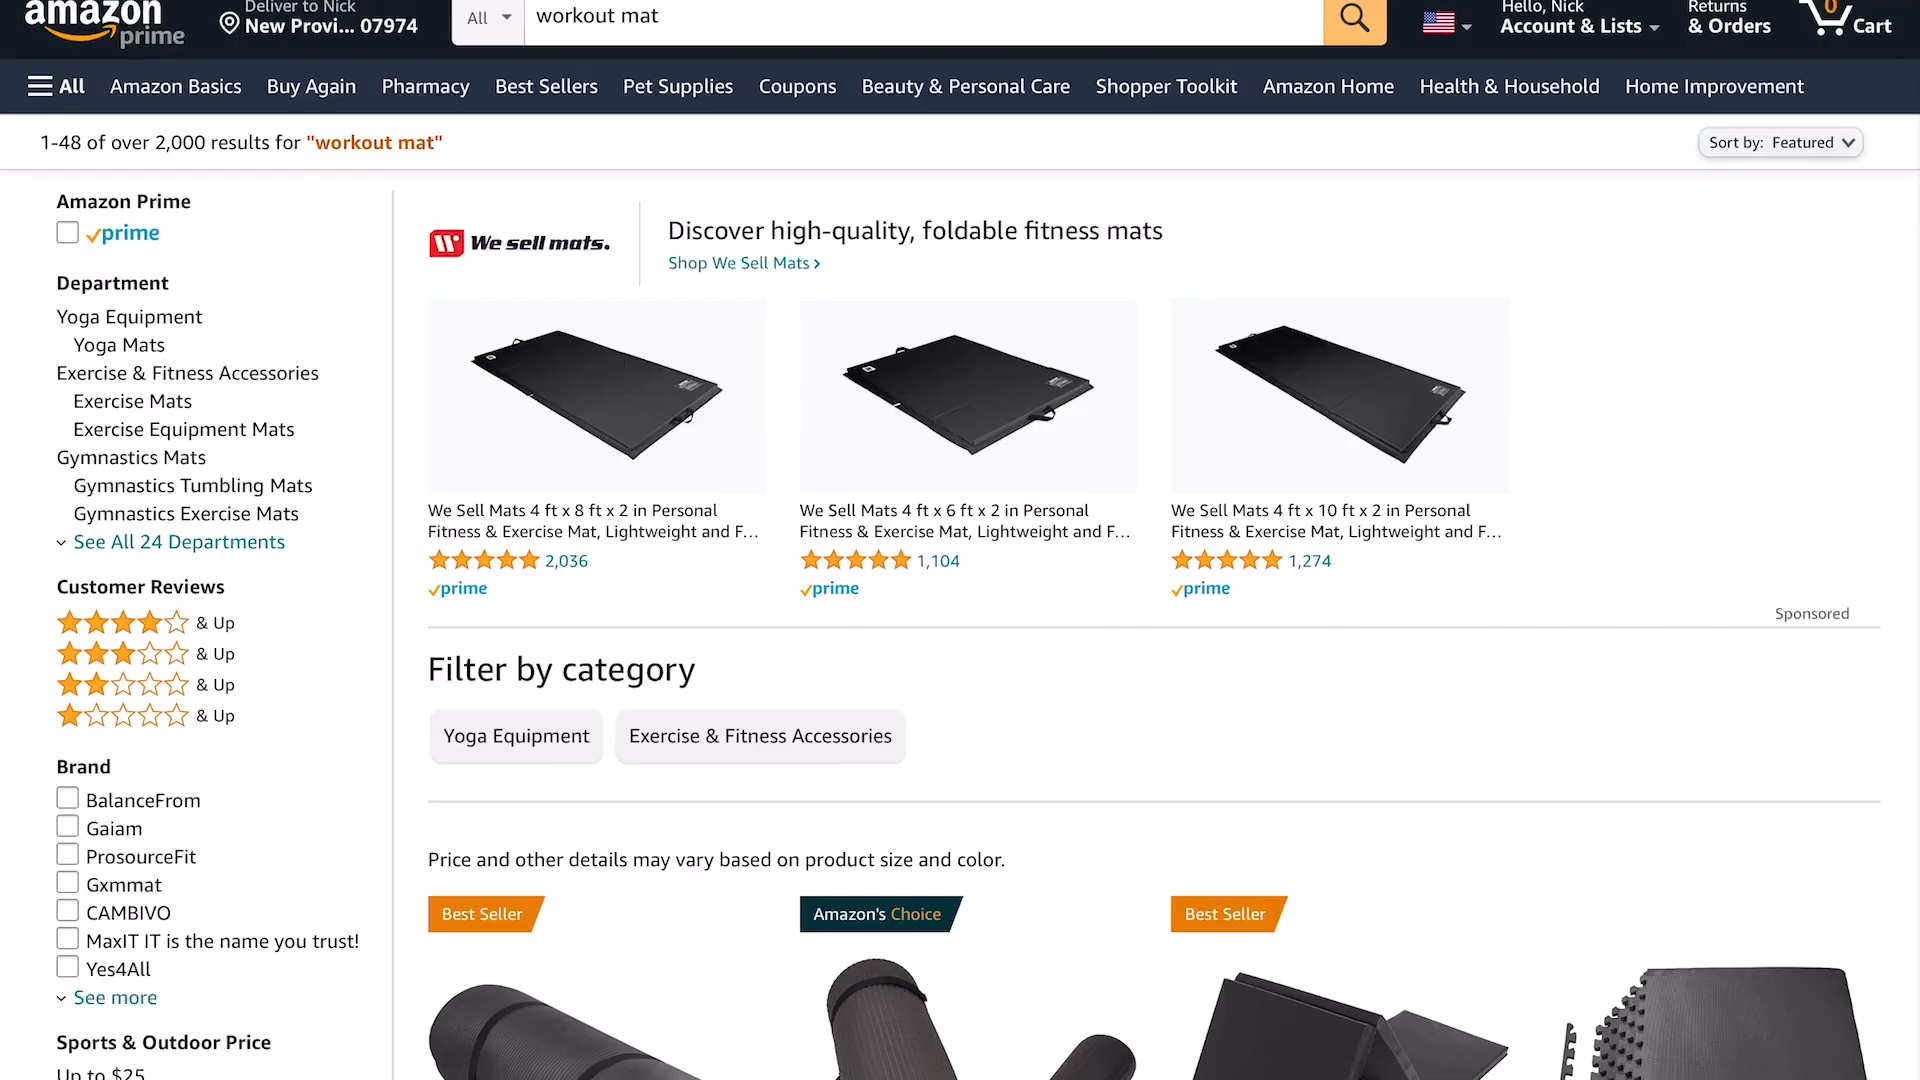 amazon
prime
Deliver to Nick
New Provi... 07974
All
workout mat
Hello, Nick
Account & Lists
Returns
& Orders
0
Cart
All
Amazon Basics
Buy Again
Pharmacy
Best Sellers
Pet Supplies
Coupons
Beauty & Personal Care
Shopper Toolkit
Amazon Home
Health & Household
Home Improvement
1-48 of over 2,000 results for "workout mat"
Sort by: Featured
Amazon Prime
prime
Department
Yoga Equipment
Yoga Mats
Exercise & Fitness Accessories
Exercise Mats
Exercise Equipment Mats
Gymnastics Mats
Gymnastics Tumbling Mats
Gymnastics Exercise Mats
See All 24 Departments
Customer Reviews
& Up
& Up
& Up
& Up
Brand
BalanceFrom
Gaiam
ProsourceFit
Gxmmat
CAMBIVO
MaxIT IT is the name you trust!
Yes4All
See more
Sports & Outdoor Price
Up to $25
We sell mats.
Discover high-quality, foldable fitness mats
Shop We Sell Mats ›
We Sell Mats 4 ft x 8 ft x 2 in Personal
Fitness & Exercise Mat, Lightweight and F...
2,036
prime
We Sell Mats 4 ft x 6 ft x 2 in Personal
Fitness & Exercise Mat, Lightweight and F...
1,104
prime
We Sell Mats 4 ft x 10 ft x 2 in Personal
Fitness & Exercise Mat, Lightweight and F...
1,274
prime
Sponsored
Filter by category
Yoga Equipment
Exercise & Fitness Accessories
Price and other details may vary based on product size and color.
Best Seller
Amazon's Choice
Best Seller